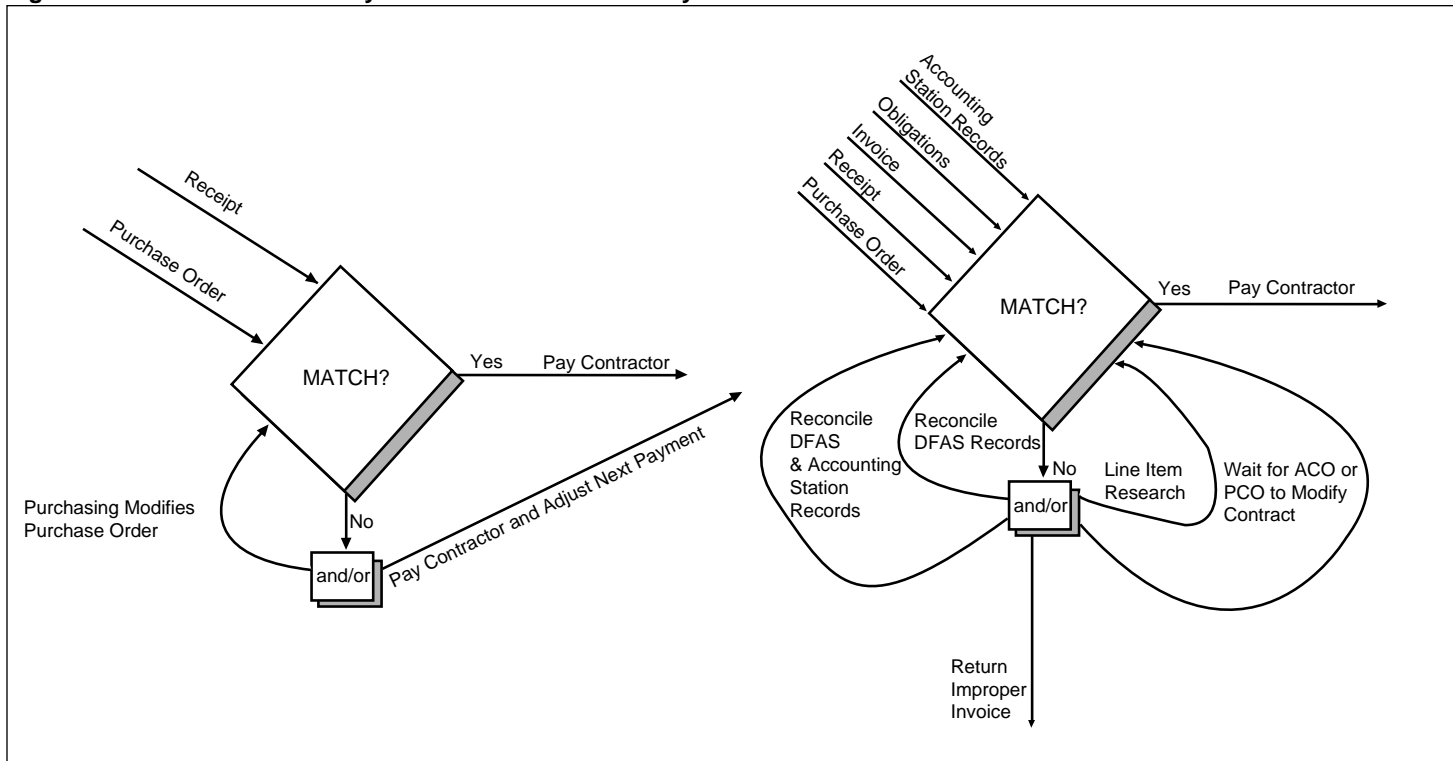 Receipt
Purchase Order
MATCH?
Yes
Pay Contractor
No
and/or
Purchasing Modifies
Purchase Order
Pay Contractor and Adjust Next Payment
Accounting
Station Records
Obligations
Invoice
Receipt
Purchase Order
MATCH?
Yes
Pay Contractor
Reconcile
DFAS
& Accounting
Station
Records
Reconcile
DFAS Records
No
and/or
Line Item
Research
Wait for ACO or
PCO to Modify
Contract
Return
Improper
Invoice